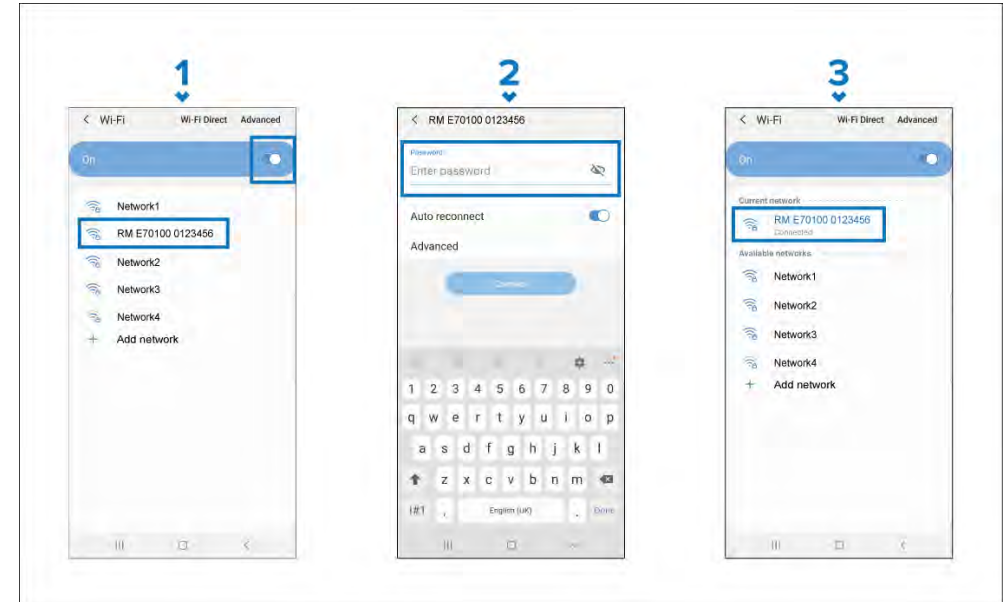 1
2
3
< Wi-Fi Wi-Fi Direct Advanced
On
Network1
RM E70100 0123456
Network2
Network3
Network4
+ Add network
< RM E70100 0123456
Password
Enter password
Auto reconnect
Advanced
Connect
1 2 3 4 5 6 7 8 9 0
q w e r t y u i o p
a s d f g h j k l
z x c v b n m
!#1 , English (UK) . Done
< Wi-Fi Wi-Fi Direct Advanced
On
Current network
RM E70100 0123456
Connected
Available networks
Network1
Network2
Network3
Network4
+ Add network